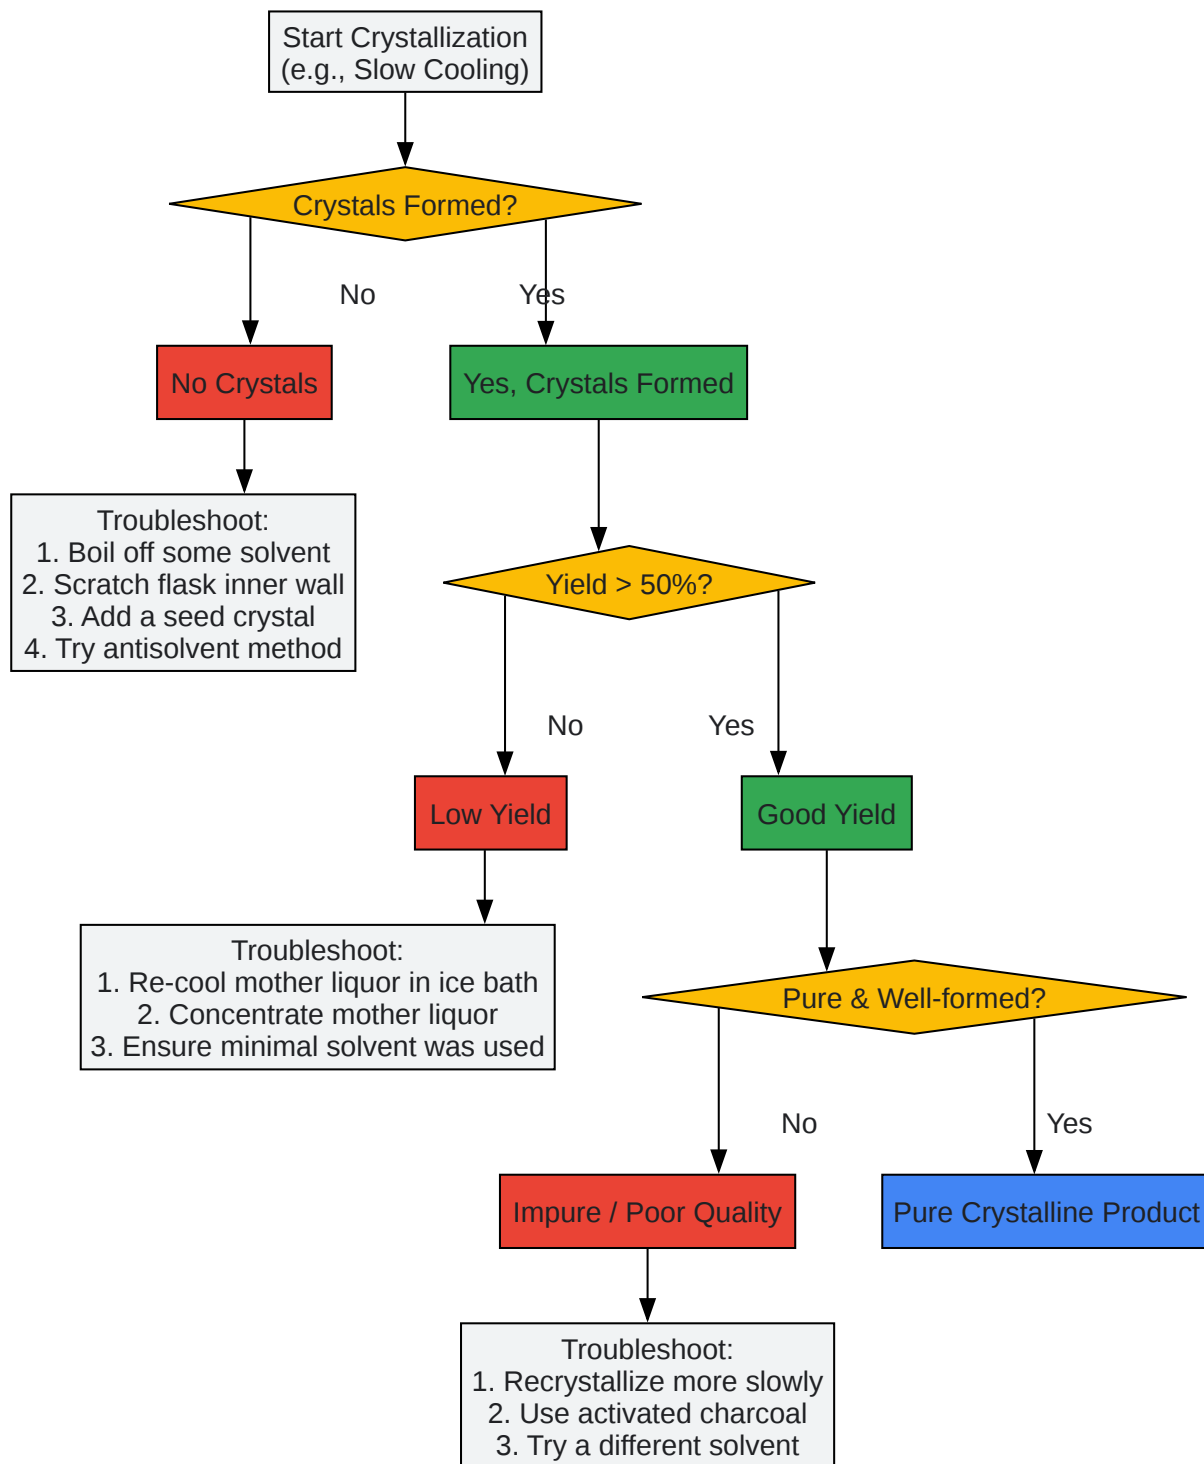 Start Crystallization
(e.g., Slow Cooling)
Crystals Formed?
No
Yes
No Crystals
Yes, Crystals Formed
Troubleshoot:
1. Boil off some solvent
2. Scratch flask inner wall
3. Add a seed crystal
4. Try antisolvent method
Yield > 50%?
No
Yes
Low Yield
Good Yield
Troubleshoot:
1. Re-cool mother liquor in ice bath
2. Concentrate mother liquor
3. Ensure minimal solvent was used
Pure & Well-formed?
No
Yes
Impure / Poor Quality
Pure Crystalline Product
Troubleshoot:
1. Recrystallize more slowly
2. Use activated charcoal
3. Try a different solvent